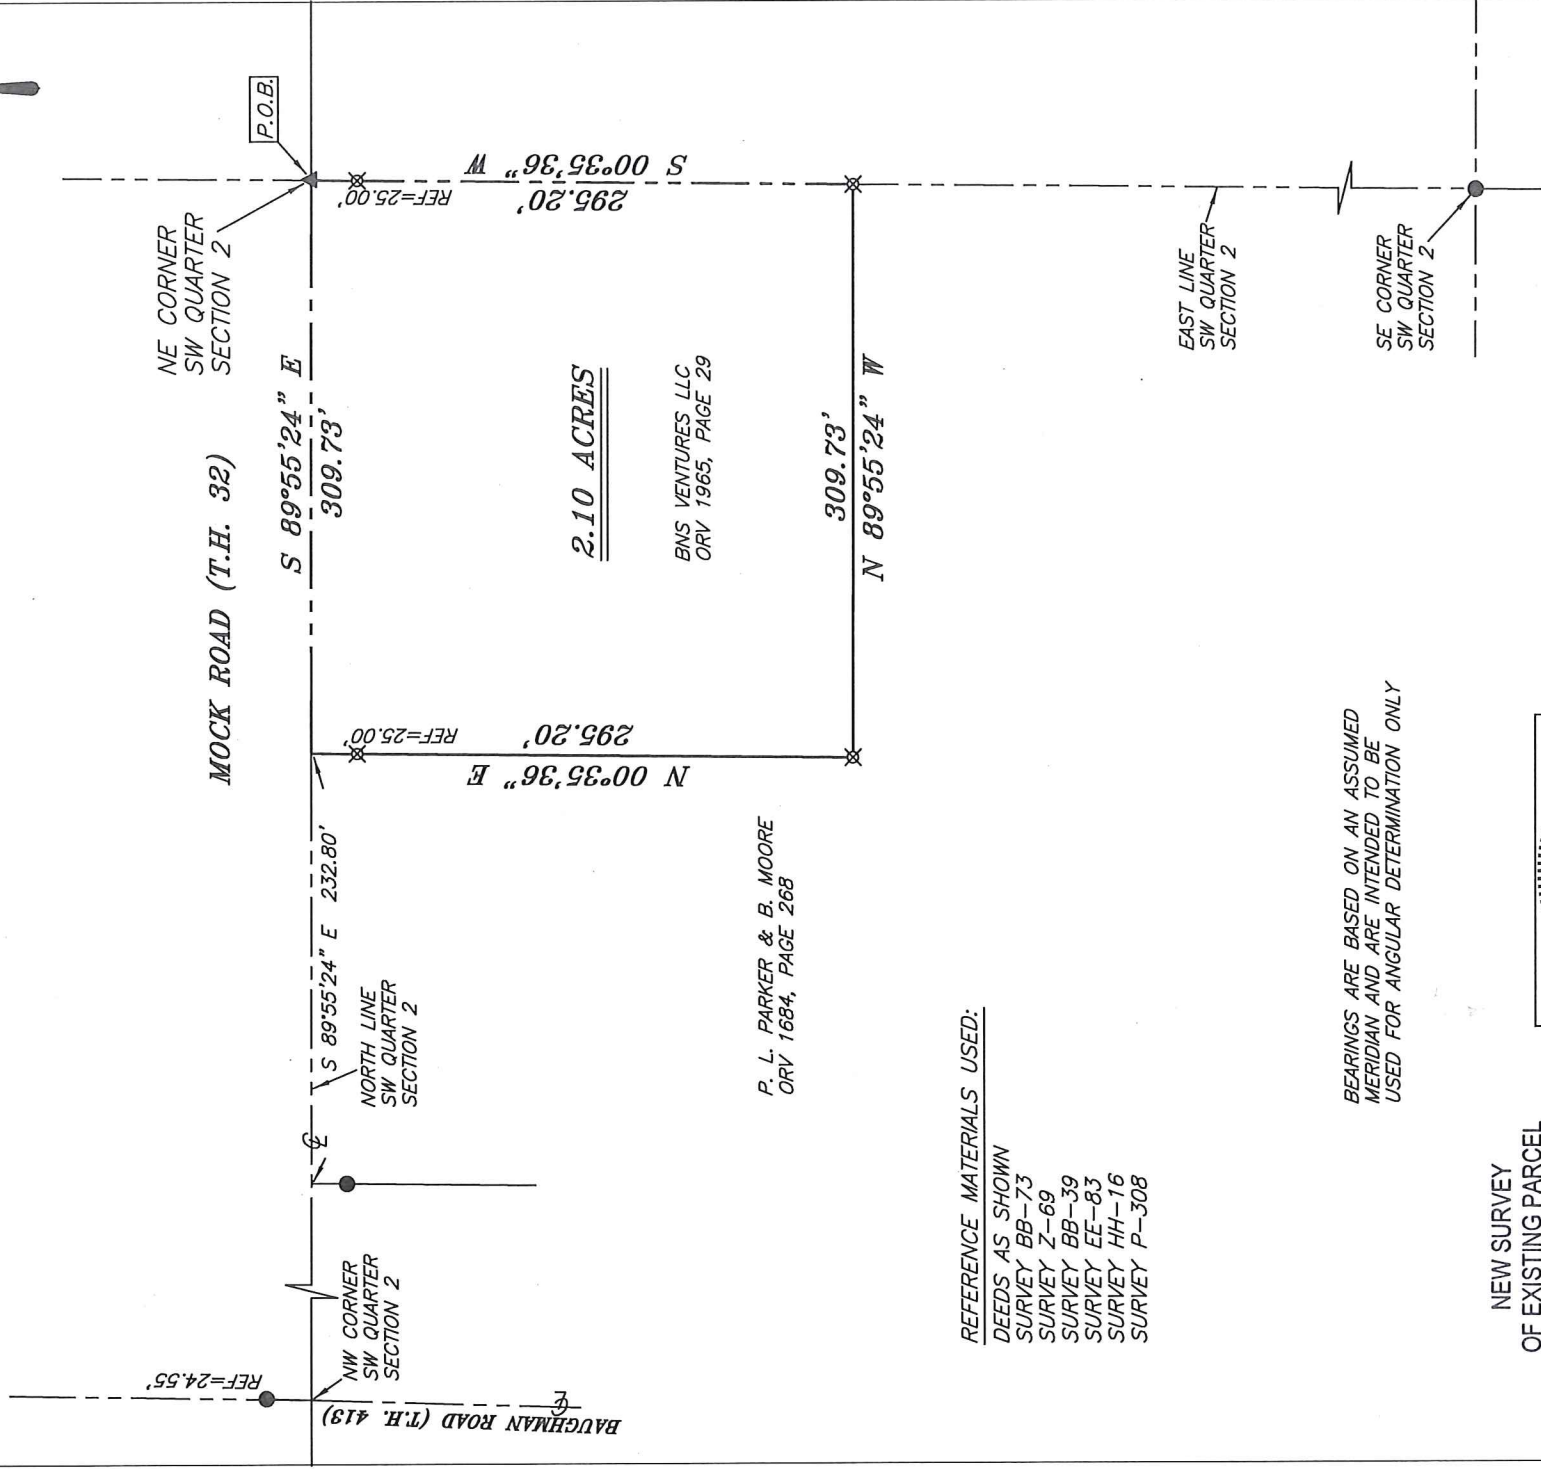 P.O.B.
NE CORNER
SW QUARTER
SECTION 2
MOCK ROAD (T.H. 32)
S 89°55'24" E
309.73'
REF=25.00'
S 00°35'36" W
295.20'
2.10 ACRES
BNS VENTURES LLC
ORV 1965, PAGE 29
309.73'
N 89°55'24" W
REF=25.00'
295.20'
N 00°35'36" E
EAST LINE
SW QUARTER
SECTION 2
SE CORNER
SW QUARTER
SECTION 2
S 89°55'24" E 232.80'
NORTH LINE
SW QUARTER
SECTION 2
P. L. PARKER & B. MOORE
ORV 1684, PAGE 268
NW CORNER
SW QUARTER
SECTION 2
REF=24.55'
BAUGHMAN ROAD (T.H. 413)
REFERENCE MATERIALS USED:
DEEDS AS SHOWN
SURVEY BB-73
SURVEY Z-69
SURVEY BB-39
SURVEY EE-83
SURVEY HH-16
SURVEY P-308
BEARINGS ARE BASED ON AN ASSUMED
MERIDIAN AND ARE INTENDED TO BE
USED FOR ANGULAR DETERMINATION ONLY
NEW SURVEY
OF EXISTING PARCEL